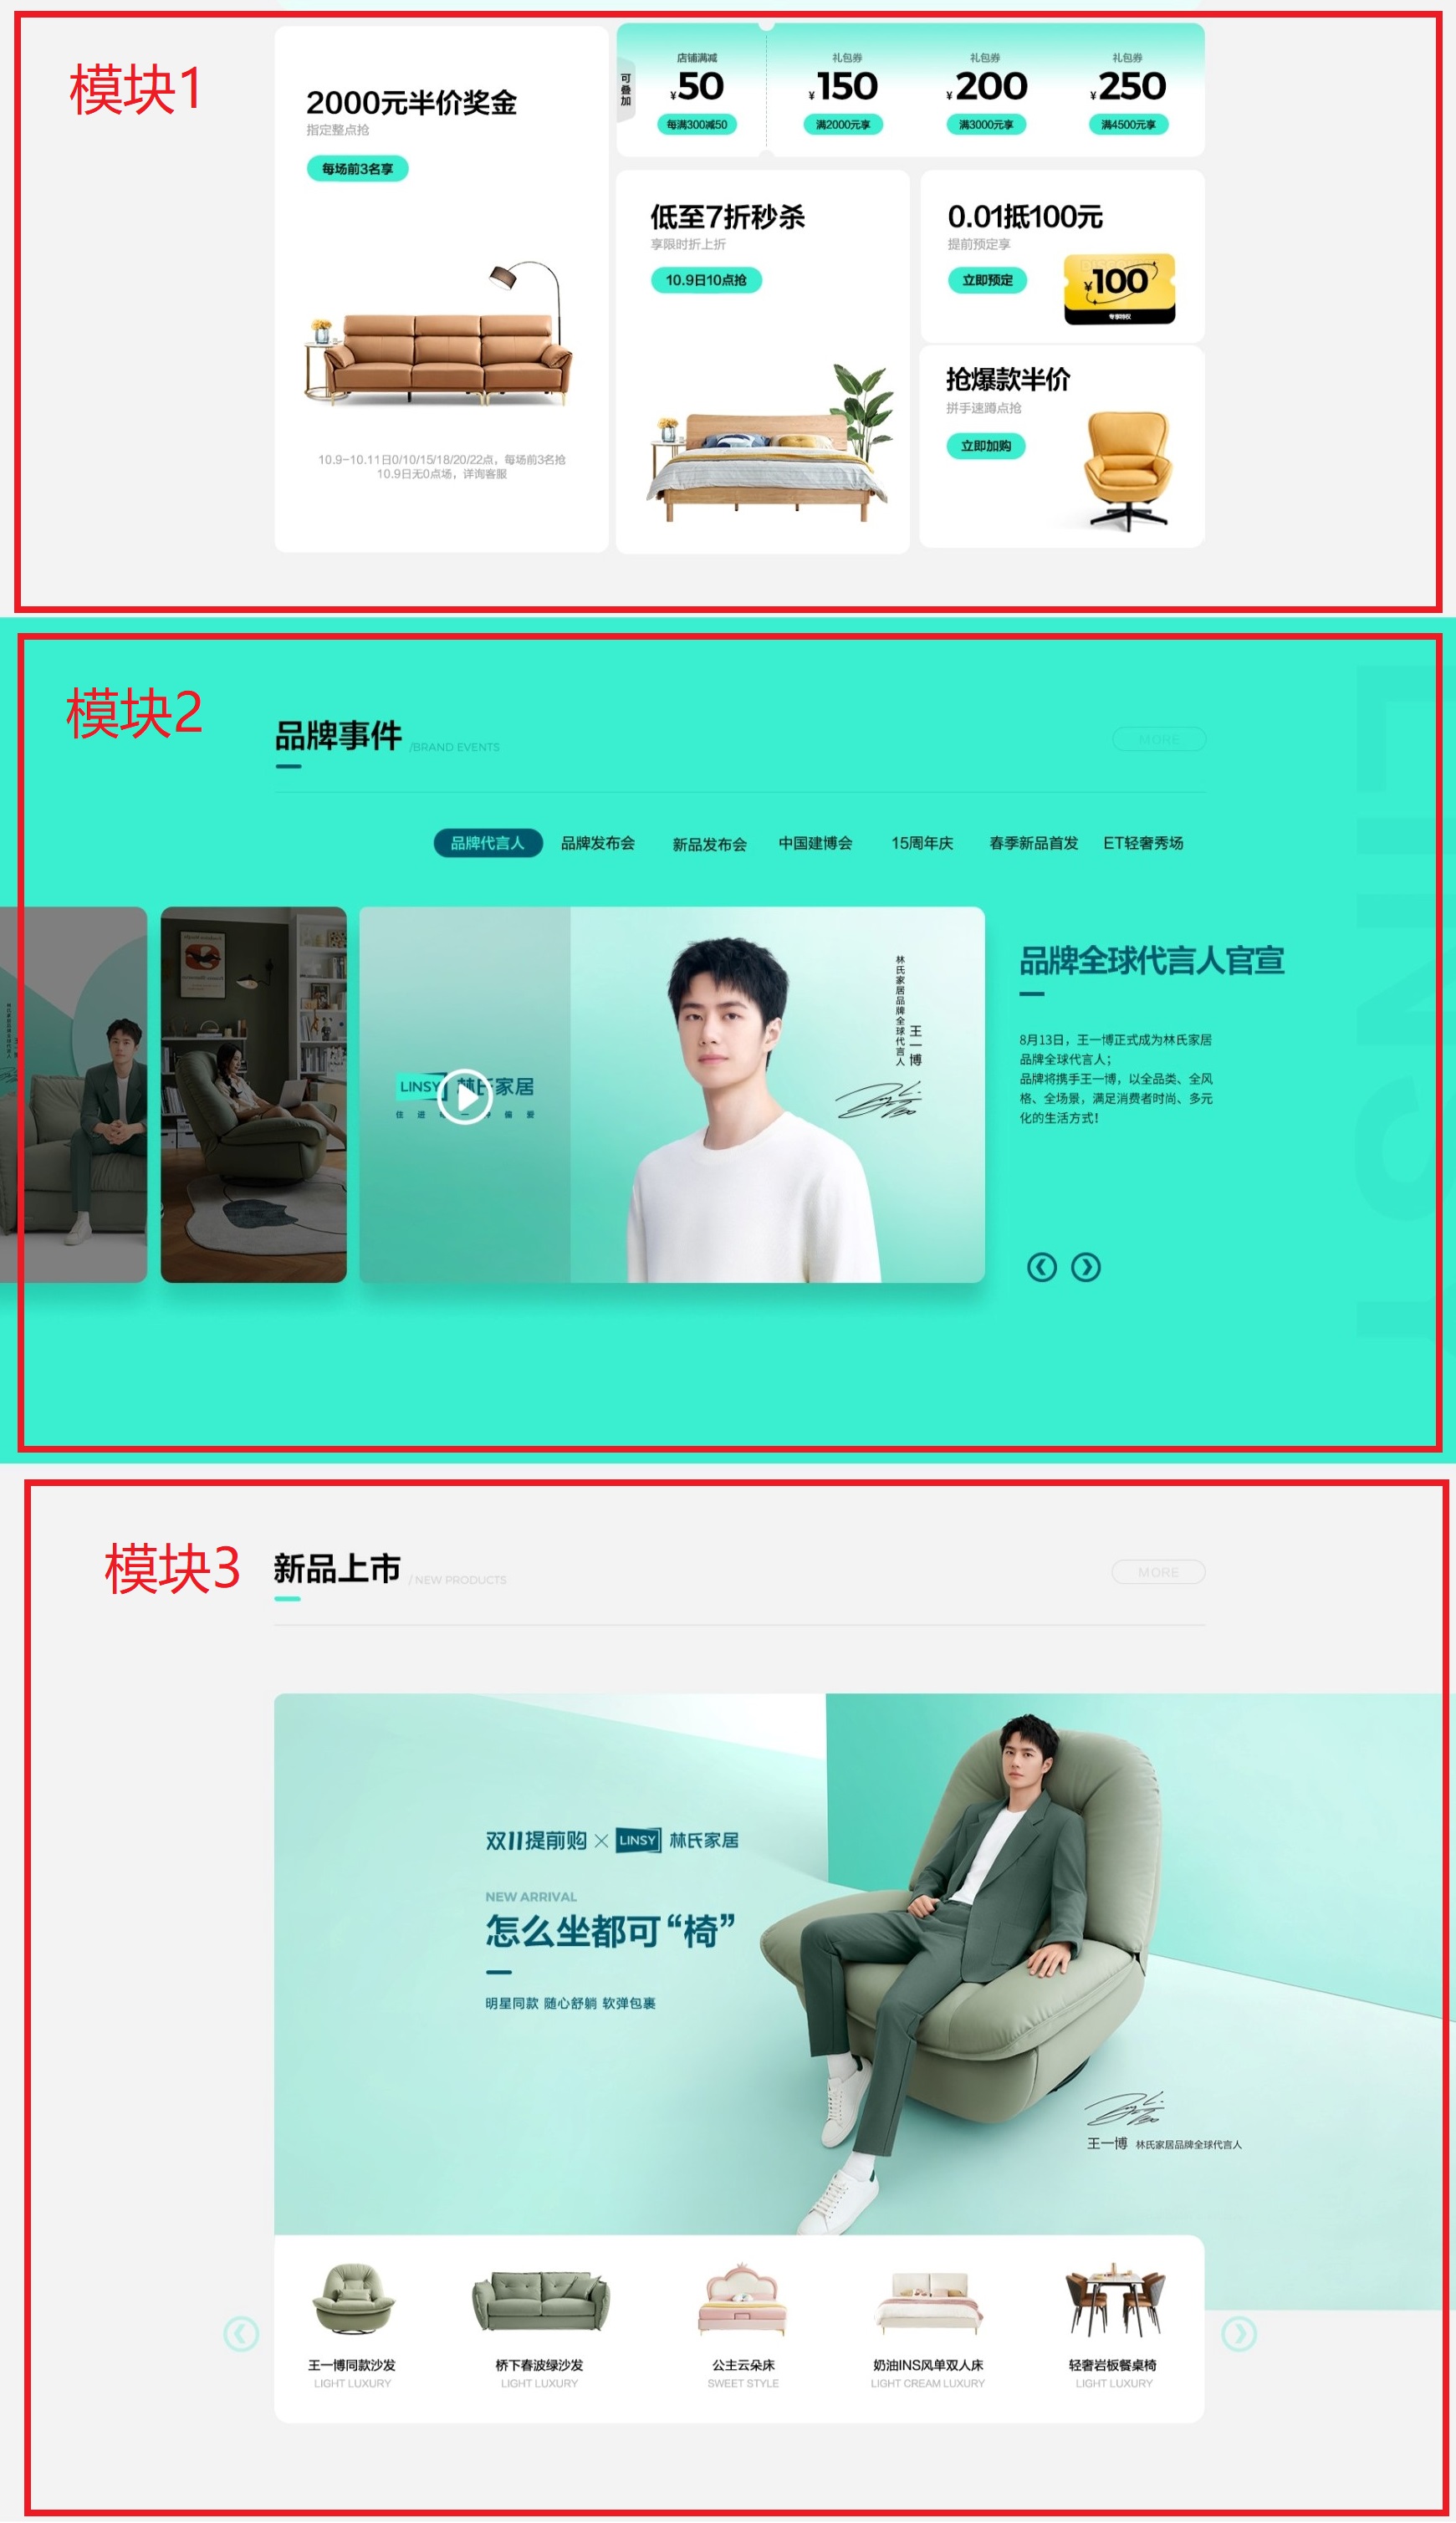 模块1
2000元半价奖金
指定整点抢
每场前3名享
10.9-10.11日0/10/15/18/20/22点，每场前3名抢
10.9日无0点场，详询客服
可叠加
店铺满减
¥50
每满300减50
礼包券
¥150
满2000元享
礼包券
¥200
满3000元享
礼包券
¥250
满4500元享
低至7折秒杀
享限时折上折
10.9日10点抢
0.01抵100元
提前预定享
立即预定
¥100
抢爆款半价
拼手速蹲点抢
立即加购
模块2
品牌事件 /BRAND EVENTS
MORE
品牌代言人 品牌发布会 新品发布会 中国建博会 15周年庆 春季新品首发 ET轻奢秀场
LINSY 林氏家居
林氏家居品牌全球代言人
王一博
品牌全球代言人官宣
8月13日，王一博正式成为林氏家居
品牌全球代言人；
品牌将携手王一博，以全品类、全风
格、全场景，满足消费者时尚、多元
化的生活方式！
LINSY
模块3
新品上市 / NEW PRODUCTS
MORE
双11提前购 × LINSY 林氏家居
NEW ARRIVAL
怎么坐都可“椅”
明星同款 随心舒躺 软弹包裹
王一博 林氏家居品牌全球代言人
王一博同款沙发
LIGHT LUXURY
桥下春波绿沙发
LIGHT LUXURY
公主云朵床
SWEET STYLE
奶油INS风单双人床
LIGHT CREAM LUXURY
轻奢岩板餐桌椅
LIGHT LUXURY